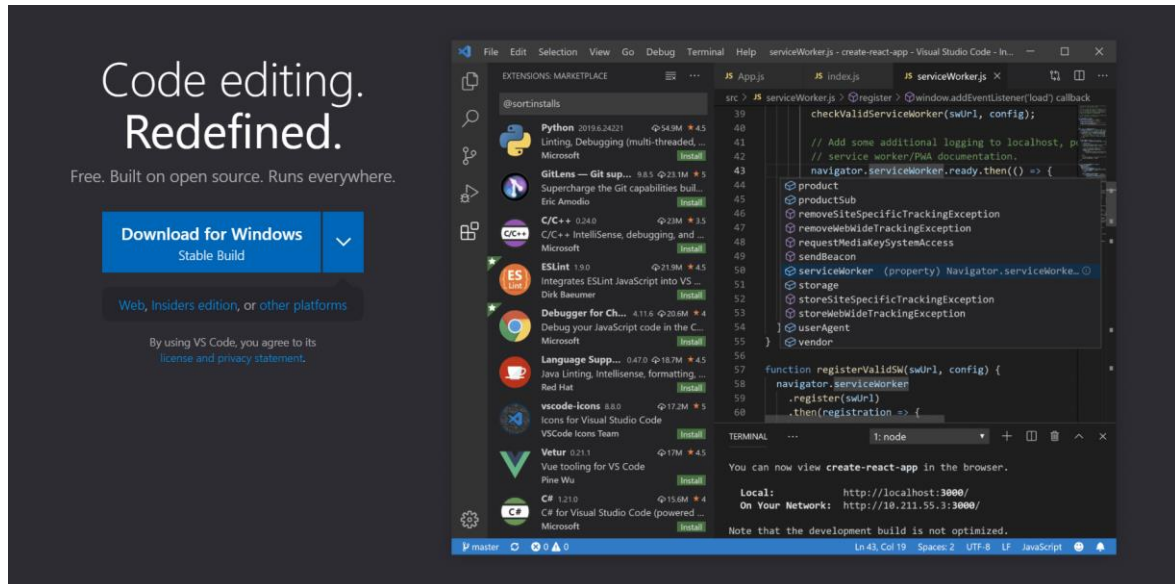 Code editing.
Redefined.
Free. Built on open source. Runs everywhere.
Download for Windows
Stable Build
Web, Insiders edition, or other platforms
By using VS Code, you agree to its
license and privacy statement.
File Edit Selection View Go Debug Terminal Help serviceWorker.js - create-react-app - Visual Studio Code - In...
EXTENSIONS: MARKETPLACE
@sort:installs
Python 2019.6.24221 54.9M ★ 4.5
Linting, Debugging (multi-threaded, ...
Microsoft Install
GitLens — Git sup... 9.8.5 23.1M ★ 5
Supercharge the Git capabilities buil...
Eric Amodio Install
C/C++ 0.24.0 23M ★ 3.5
C/C++ IntelliSense, debugging, and ...
Microsoft Install
ESLint 1.9.0 21.9M ★ 4.5
Integrates ESLint JavaScript into VS ...
Dirk Baeumer Install
Debugger for Ch... 4.11.6 20.6M ★ 4
Debug your JavaScript code in the C...
Microsoft Install
Language Supp... 0.47.0 18.7M ★ 4.5
Java Linting, Intellisense, formatting, ...
Red Hat Install
vscode-icons 8.8.0 17.2M ★ 5
Icons for Visual Studio Code
VSCode Icons Team Install
Vetur 0.21.1 17M ★ 4.5
Vue tooling for VS Code
Pine Wu Install
C# 1.21.0 15.6M ★ 4
C# for Visual Studio Code (powered ...
Microsoft Install
C/C++
ES
Lint
C#
JS App.js JS index.js JS serviceWorker.js
src > JS serviceWorker.js > register > window.addEventListener('load') callback
39 checkValidServiceWorker(swUrl, config);
40
41 // Add some additional logging to localhost, p
42 // service worker/PWA documentation.
43 navigator.serviceWorker.ready.then(() => {
44 product
45 productSub
46 removeSiteSpecificTrackingException
47 removeWebWideTrackingException
48 requestMediaKeySystemAccess
49 sendBeacon
50 serviceWorker (property) Navigator.serviceWorke...
51 storage
52 storeSiteSpecificTrackingException
53 storeWebWideTrackingException
54 } userAgent
55 } vendor
56
57 function registerValidSW(swUrl, config) {
58 navigator.serviceWorker
59 .register(swUrl)
60 .then(registration => {
TERMINAL ... 1: node
You can now view create-react-app in the browser.
Local: http://localhost:3000/
On Your Network: http://10.211.55.3:3000/
Note that the development build is not optimized.
master 0 0 Ln 43, Col 19 Spaces: 2 UTF-8 LF JavaScript